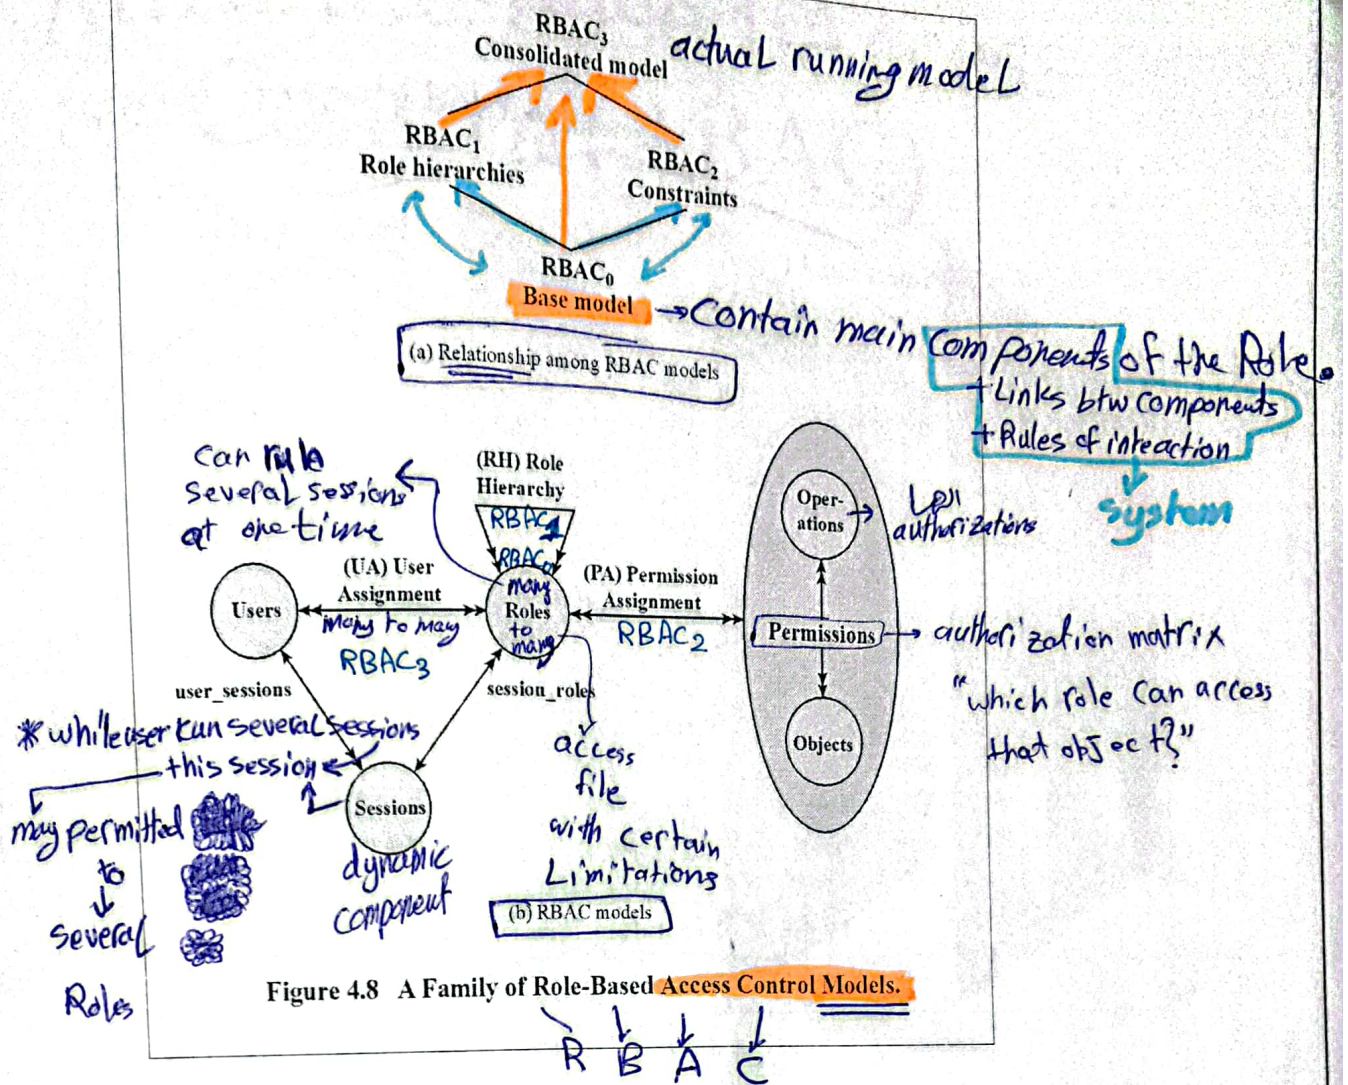 RBAC3
Consolidated model
actual running model
RBAC1
Role hierarchies
RBAC2
Constraints
RBAC0
Base model
→ Contain main components of the Role.
+ Links btw components
+ Rules of inteaction
system
(a) Relationship among RBAC models
can rule
several sessions
at one time
(RH) Role
Hierarchy
RBAC1
RBAC0
(UA) User
Assignment
many to many
RBAC3
Users
many
Roles
to
many
(PA) Permission
Assignment
RBAC2
Oper-
ations
authorizations
Permissions
authorization matrix
"which role can access
that object?"
Objects
user_sessions
session_roles
* while user run several sessions
this session
may permitted
to
several
Roles
Sessions
dynamic
component
access
file
with certain
Limitations
(b) RBAC models
Figure 4.8 A Family of Role-Based Access Control Models.
R B A C